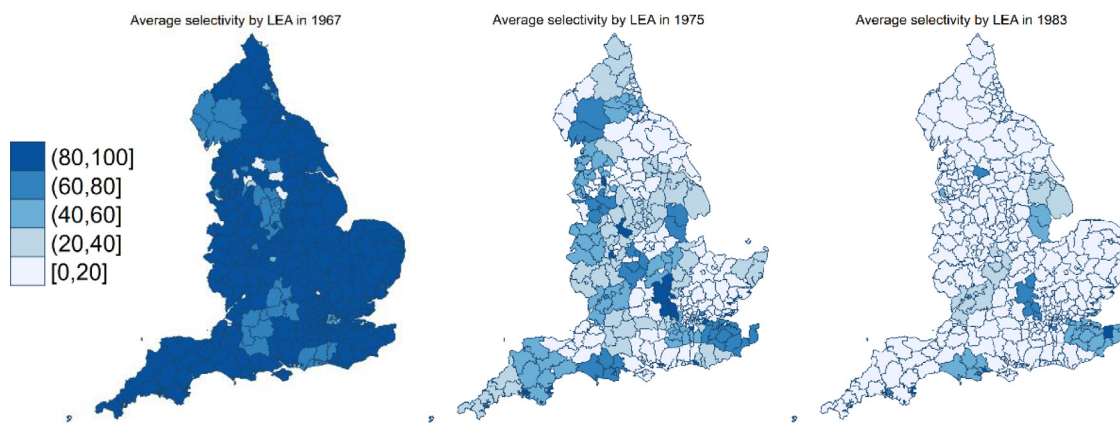 Average selectivity by LEA in 1967
Average selectivity by LEA in 1975
Average selectivity by LEA in 1983
(80,100]
(60,80]
(40,60]
(20,40]
[0,20]